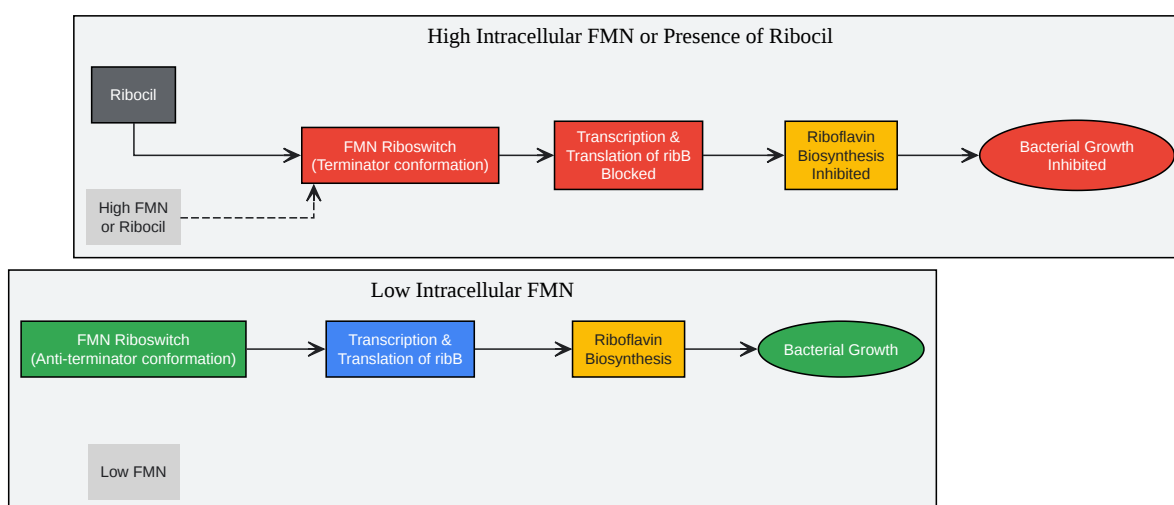 High Intracellular FMN or Presence of Ribocil
Ribocil
FMN Riboswitch
(Terminator conformation)
Transcription &
Translation of ribB
Blocked
Riboflavin
Biosynthesis
Inhibited
Bacterial Growth
Inhibited
High FMN
or Ribocil
Low Intracellular FMN
FMN Riboswitch
(Anti-terminator conformation)
Transcription &
Translation of ribB
Riboflavin
Biosynthesis
Bacterial Growth
Low FMN